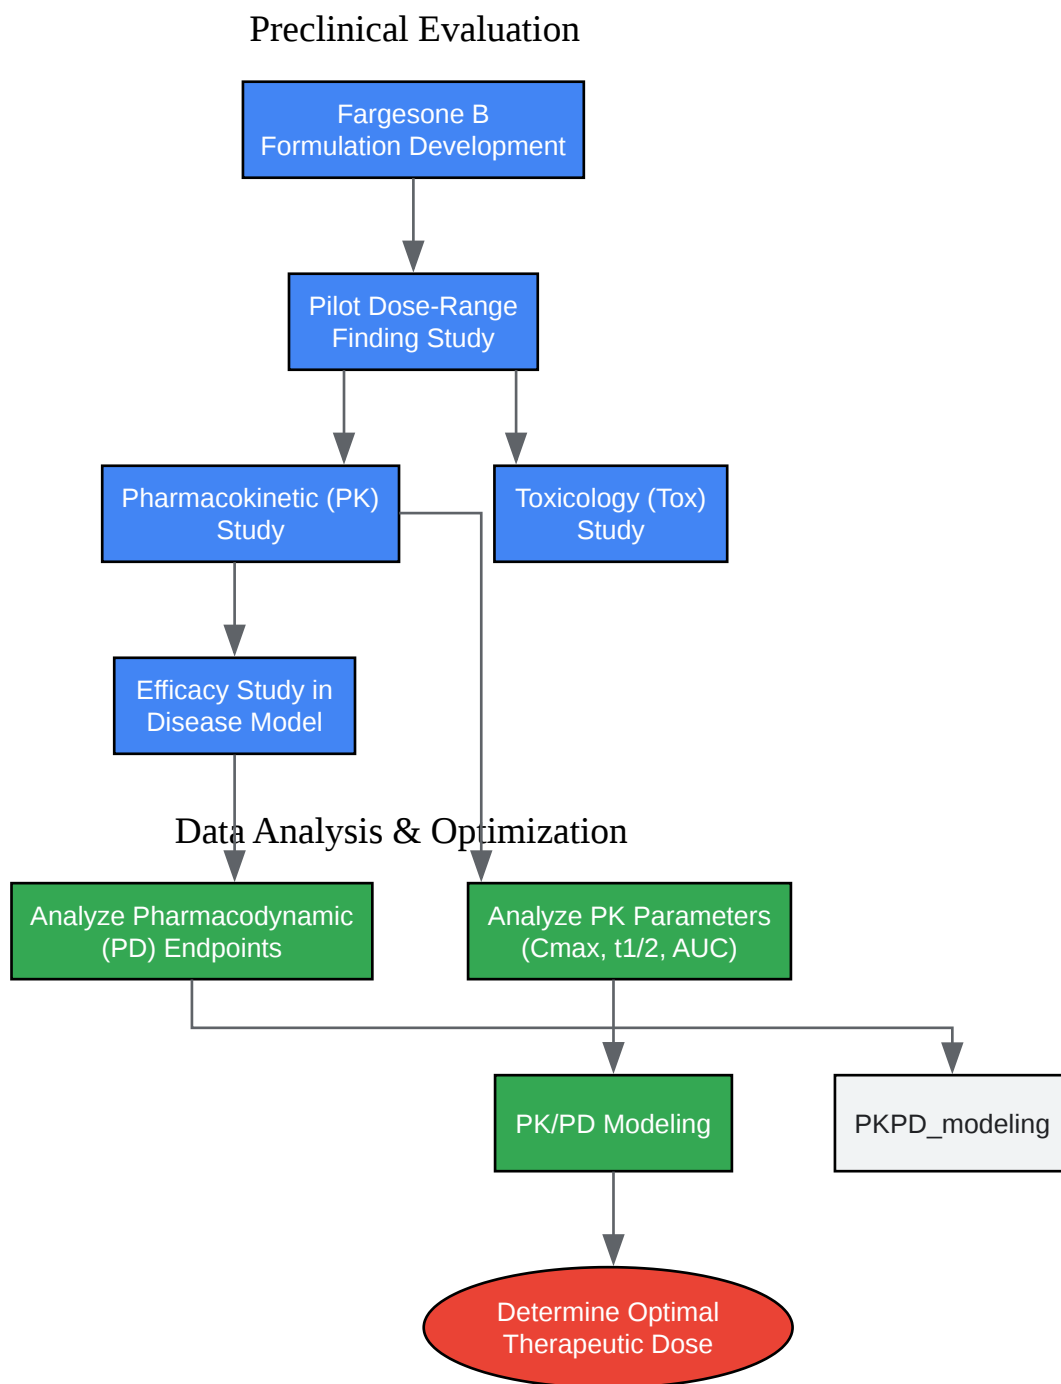 Preclinical Evaluation
Fargesone B
Formulation Development
Pilot Dose-Range
Finding Study
Pharmacokinetic (PK)
Study
Toxicology (Tox)
Study
Efficacy Study in
Disease Model
Data Analysis & Optimization
Analyze Pharmacodynamic
(PD) Endpoints
Analyze PK Parameters
(Cmax, t1/2, AUC)
PK/PD Modeling
PKPD_modeling
Determine Optimal
Therapeutic Dose